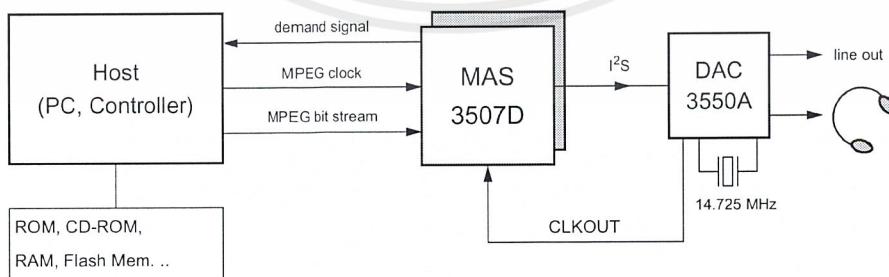 demand signal
Host
(PC, Controller)
MPEG clock
MPEG bit stream
MAS
3507D
I²S
DAC
3550A
line out
14.725 MHz
CLKOUT
ROM, CD-ROM,
RAM, Flash Mem. ..